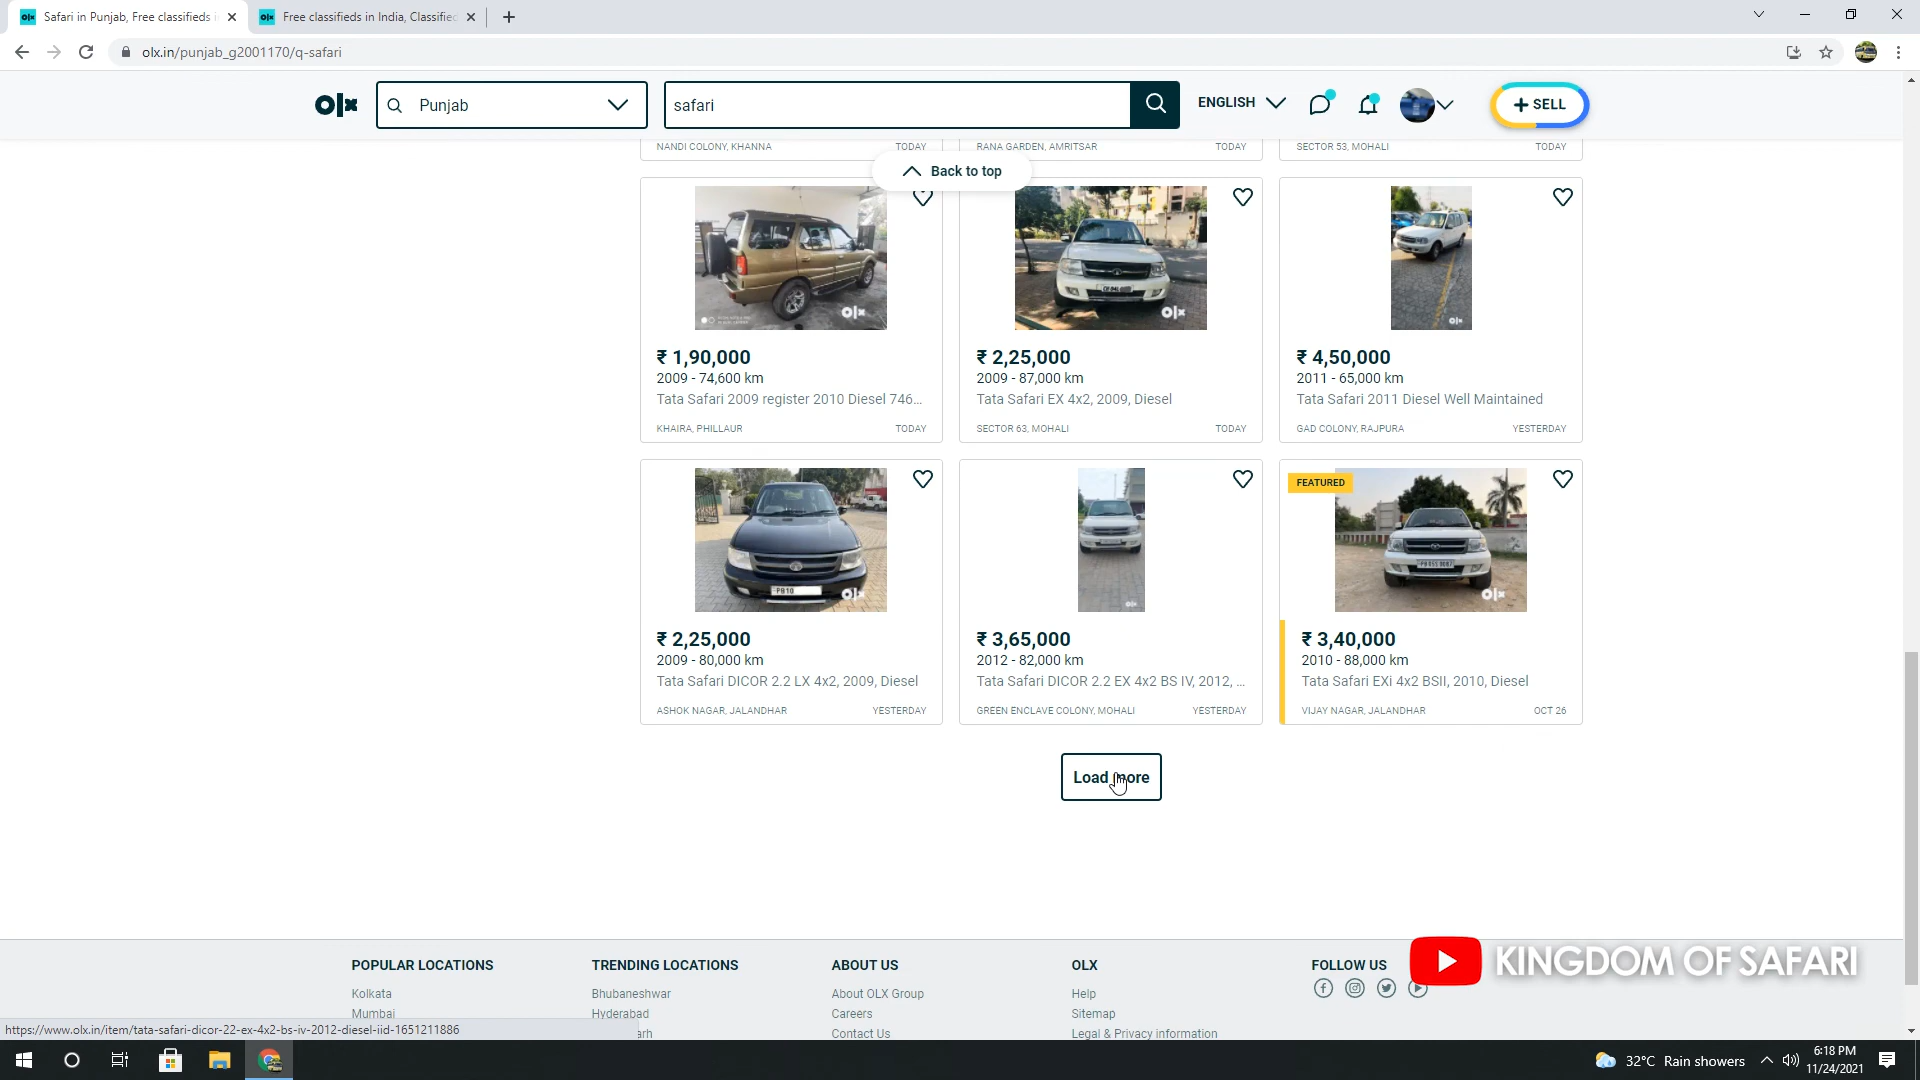 Safari in Punjab, Free classifieds i
Free classifieds in India, Classified
olx.in/punjab_g2001170/q-safari
olx
Punjab
safari
ENGLISH
+ SELL
NANDI COLONY, KHANNA
TODAY
RANA GARDEN, AMRITSAR
TODAY
SECTOR 53, MOHALI
TODAY
Back to top
olx
olx
olx
₹ 1,90,000
2009 - 74,600 km
Tata Safari 2009 register 2010 Diesel 746...
KHAIRA, PHILLAUR
TODAY
₹ 2,25,000
2009 - 87,000 km
Tata Safari EX 4x2, 2009, Diesel
SECTOR 63, MOHALI
TODAY
₹ 4,50,000
2011 - 65,000 km
Tata Safari 2011 Diesel Well Maintained
GAD COLONY, RAJPURA
YESTERDAY
FEATURED
PB10
olx
olx
olx
₹ 2,25,000
2009 - 80,000 km
Tata Safari DICOR 2.2 LX 4x2, 2009, Diesel
ASHOK NAGAR, JALANDHAR
YESTERDAY
₹ 3,65,000
2012 - 82,000 km
Tata Safari DICOR 2.2 EX 4x2 BS IV, 2012, ...
GREEN ENCLAVE COLONY, MOHALI
YESTERDAY
₹ 3,40,000
2010 - 88,000 km
Tata Safari EXi 4x2 BSII, 2010, Diesel
VIJAY NAGAR, JALANDHAR
OCT 26
Load more
POPULAR LOCATIONS
Kolkata
Mumbai
TRENDING LOCATIONS
Bhubaneshwar
Hyderabad
arh
ABOUT US
About OLX Group
Careers
Contact Us
OLX
Help
Sitemap
Legal & Privacy information
FOLLOW US
KINGDOM OF SAFARI
https://www.olx.in/item/tata-safari-dicor-22-ex-4x2-bs-iv-2012-diesel-iid-1651211886
32°C Rain showers
6:18 PM
11/24/2021